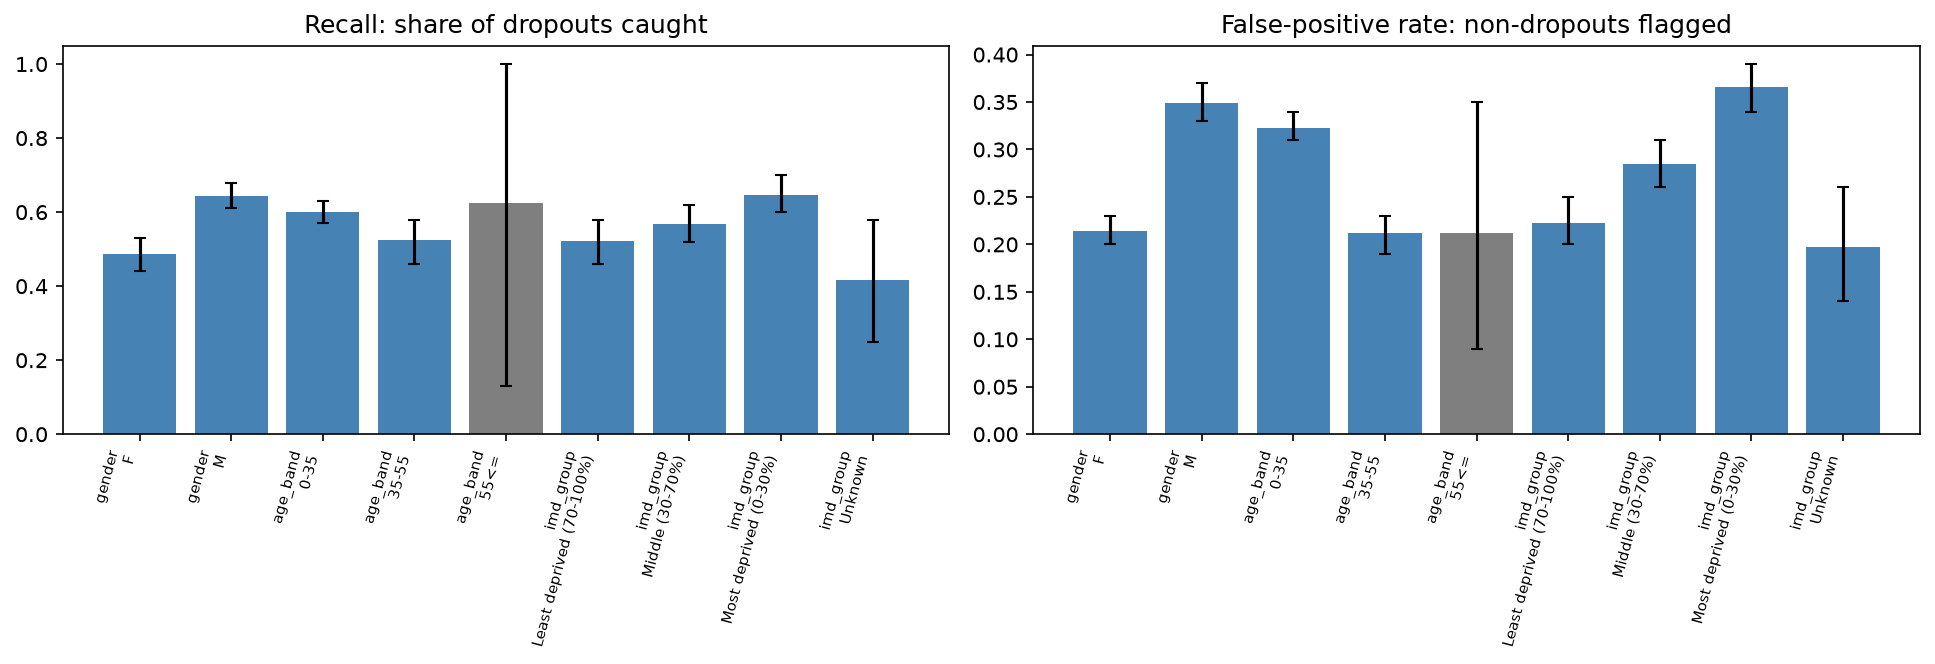 Recall: share of dropouts caught
1.0
0.8
0.6
0.4
0.2
0.0
gender
F
gender
M
age_band
0-35
age_band
35-55
age_band
55<=
imd_group
Least deprived (70-100%)
imd_group
Middle (30-70%)
imd_group
Most deprived (0-30%)
imd_group
Unknown
False-positive rate: non-dropouts flagged
0.40
0.35
0.30
0.25
0.20
0.15
0.10
0.05
0.00
gender
F
gender
M
age_band
0-35
age_band
35-55
age_band
55<=
imd_group
Least deprived (70-100%)
imd_group
Middle (30-70%)
imd_group
Most deprived (0-30%)
imd_group
Unknown